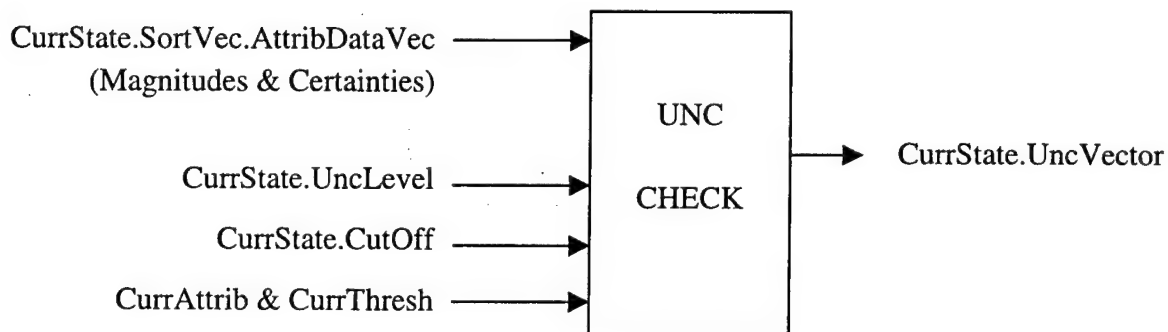 CurrState.SortVec.AttribDataVec
(Magnitudes & Certainties)
CurrState.UncLevel
CurrState.CutOff
CurrAttrib & CurrThresh
UNC
CHECK
CurrState.UncVector